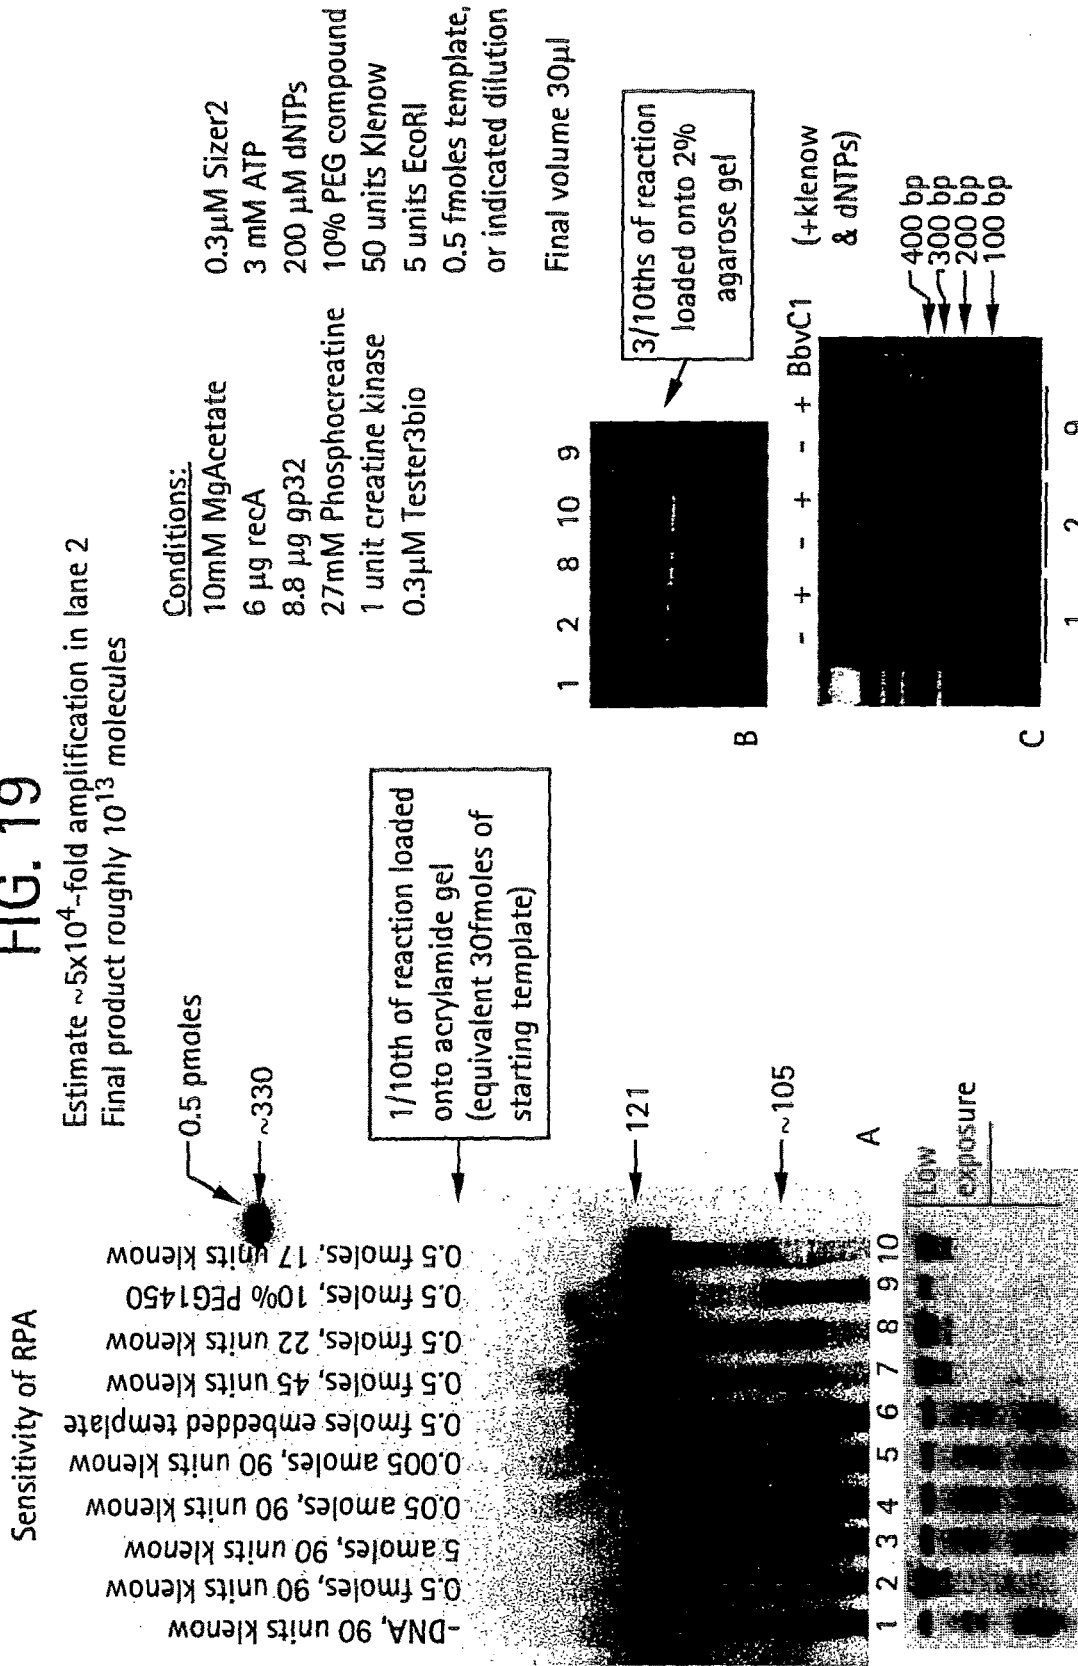 FIG. 19
Sensitivity of RPA
Estimate ~5x10⁴-fold amplification in lane 2
Final product roughly 10¹³ molecules
-DNA, 90 units klenow
0.5 fmoles, 90 units klenow
5 amoles, 90 units klenow
0.05 amoles, 90 units klenow
0.005 amoles, 90 units klenow
0.5 fmoles embedded template
0.5 fmoles, 45 units klenow
0.5 fmoles, 22 units klenow
0.5 fmoles, 10% PEG1450
0.5 fmoles, 17 units klenow
0.5 pmoles
~330
1/10th of reaction loaded
onto acrylamide gel
(equivalent 30fmoles of
starting template)
121
~105
A
1 2 3 4 5 6 7 8 9 10
Low
exposure
Conditions:
10mM MgAcetate
6 µg recA
8.8 µg gp32
27mM Phosphocreatine
1 unit creatine kinase
0.3µM Tester3bio
0.3µM Sizer2
3 mM ATP
200 µM dNTPs
10% PEG compound
50 units Klenow
5 units EcoRI
0.5 fmoles template,
or indicated dilution
Final volume 30µl
1 2 8 10 9
B
3/10ths of reaction
loaded onto 2%
agarose gel
- + - + - + BbvC1
(+klenow
& dNTPs)
400 bp
300 bp
200 bp
100 bp
C
1 2 9